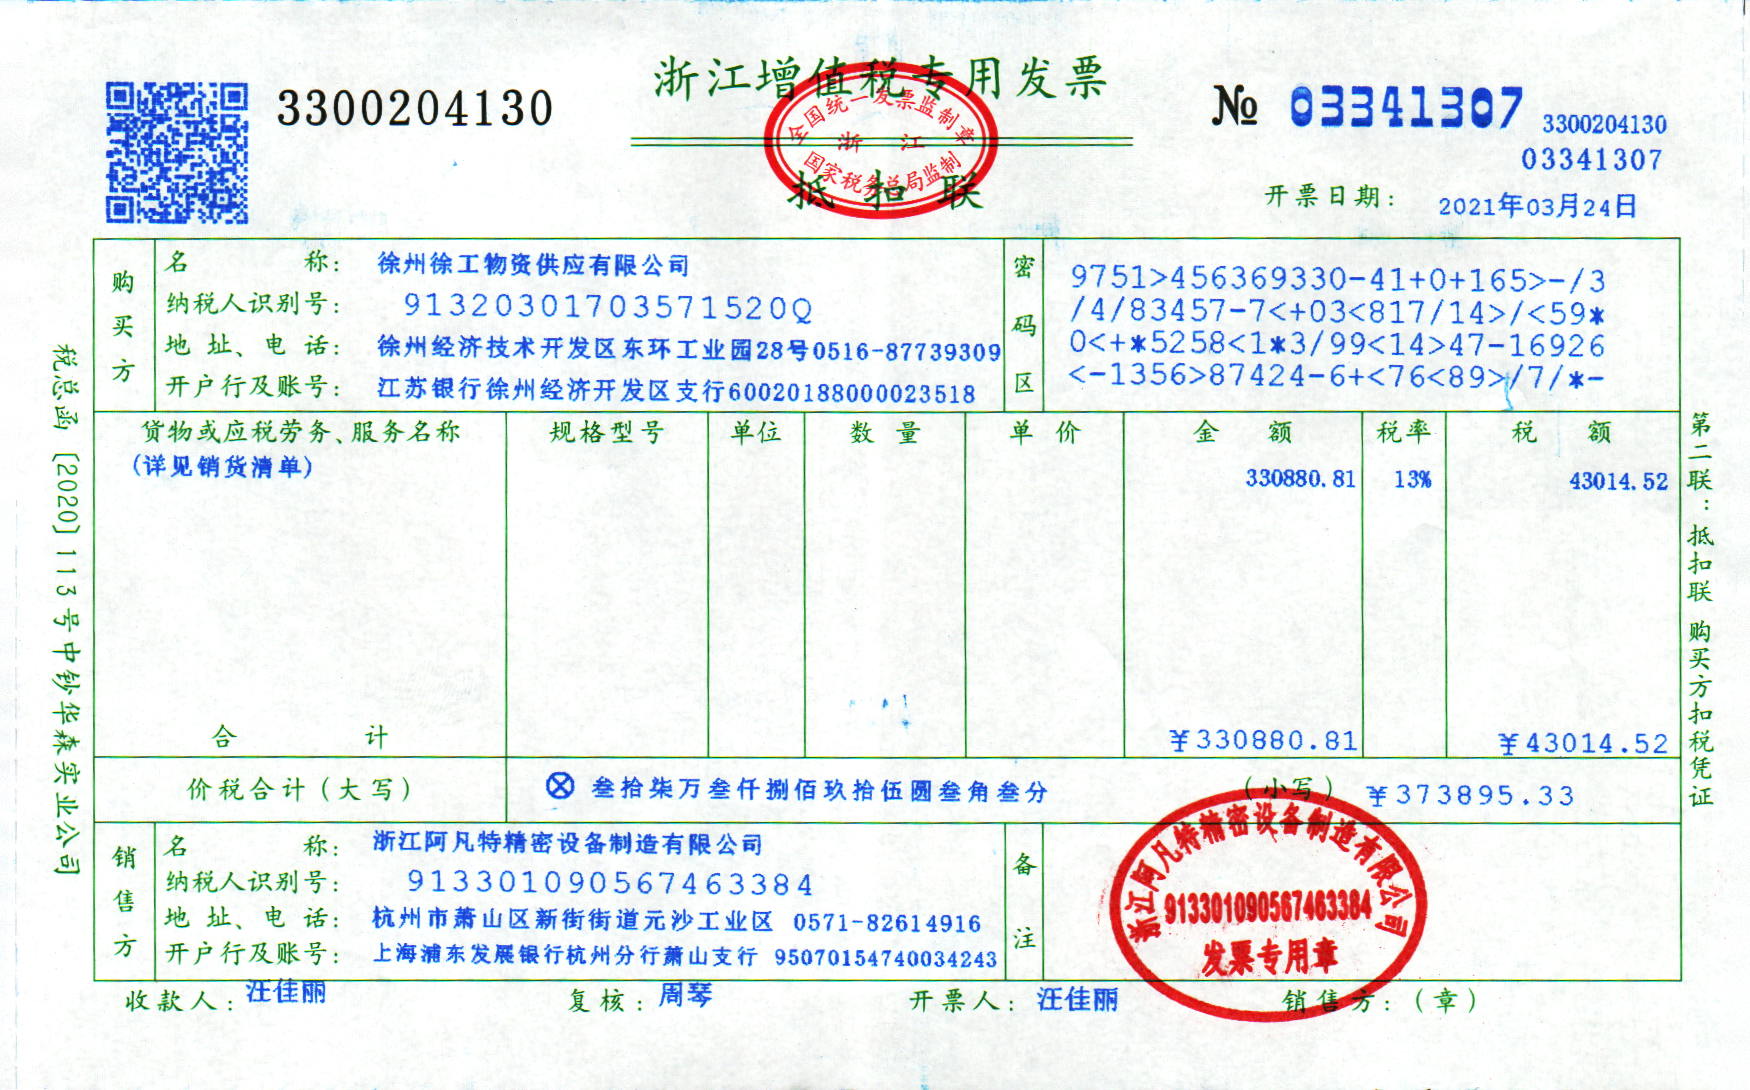 浙江增值税专用发票
3300204130
№ 03341307
3300204130
03341307
全国统一发票监制章
浙 江
国家税务总局监制
抵扣联
开票日期: 2021年03月24日
购买方
名 称: 徐州徐工物资供应有限公司
纳税人识别号: 91320301703571520Q
地 址、电 话: 徐州经济技术开发区东环工业园28号0516-87739309
开户行及账号: 江苏银行徐州经济开发区支行60020188000023518
密码区
9751>456369330-41+0+165>-/3
/4/83457-7<+03<817/14>/<59*
0<+*5258<1*3/99<14>47-16926
<-1356>87424-6+<76<89>/7/*-
货物或应税劳务、服务名称 规格型号 单位 数 量 单 价 金 额 税率 税 额
(详见销货清单) 330880.81 13% 43014.52
合 计 ¥330880.81 ¥43014.52
价税合计(大写) ⊗ 叁拾柒万叁仟捌佰玖拾伍圆叁角叁分 (小写) ¥373895.33
销售方
名 称: 浙江阿凡特精密设备制造有限公司
纳税人识别号: 913301090567463384
地 址、电 话: 杭州市萧山区新街街道元沙工业区 0571-82614916
开户行及账号: 上海浦东发展银行杭州分行萧山支行 95070154740034243
备注
浙江阿凡特精密设备制造有限公司
913301090567463384
发票专用章
收款人: 汪佳丽 复核: 周琴 开票人: 汪佳丽 销售方:(章)
税总函[2020]113号中钞华森实业公司
第二联:抵扣联 购买方扣税凭证